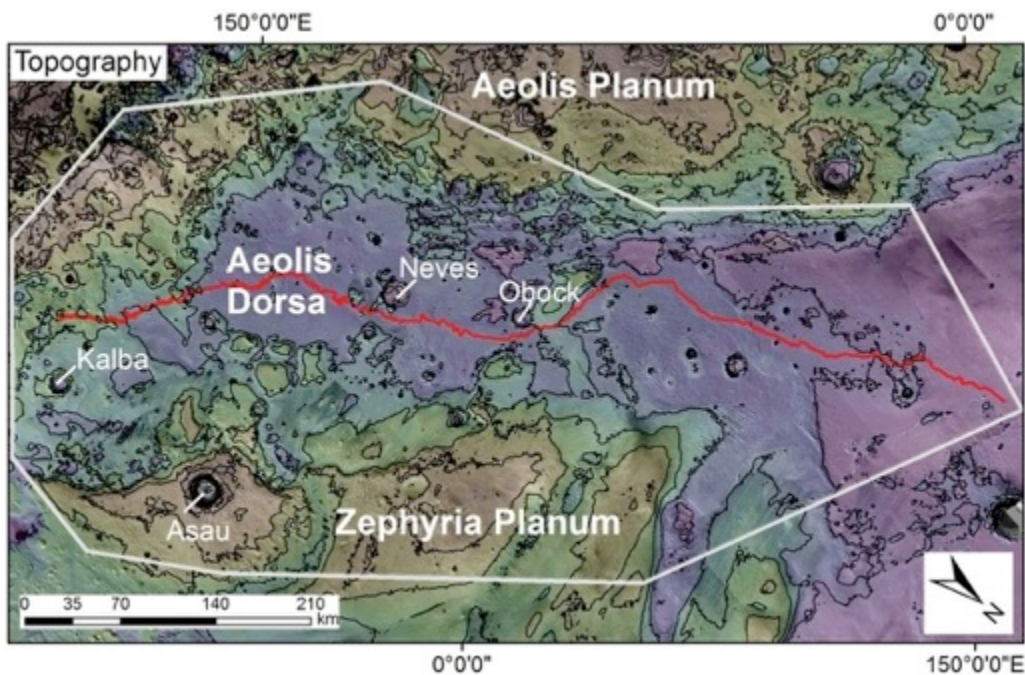 150°0'0"E
0°0'0"
Topography
Aeolis Planum
Aeolis
Dorsa
Neves
Obock
Kalba
Asau
Zephyria Planum
0 35 70 140 210
km
N
0°0'0"
150°0'0"E